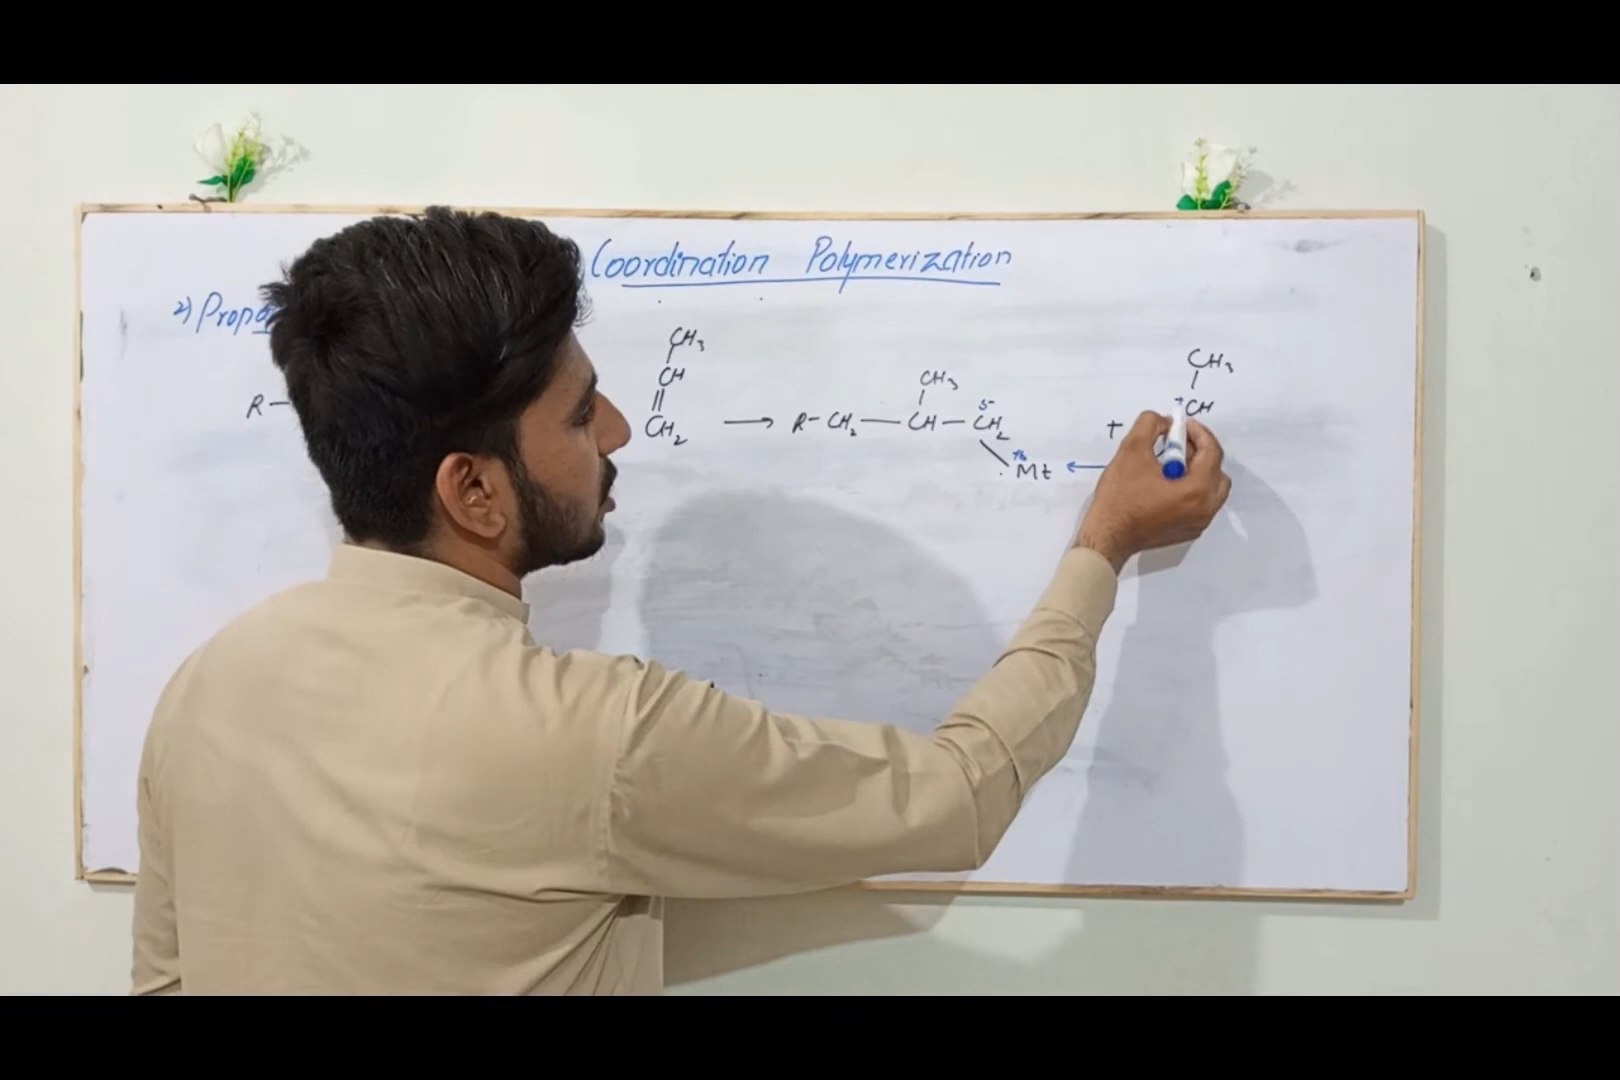 Coordination Polymerization
2) Propa
CH3
CH
R— CH2 → R–CH2—CH—CH2
CH3
δ-
δ+
Mt ←
+
CH3
CH